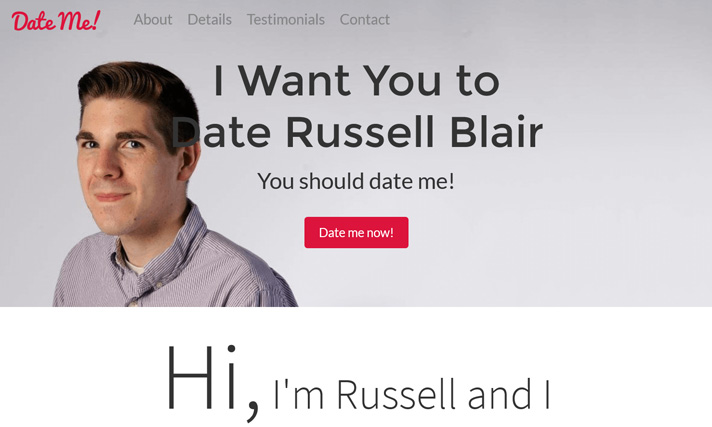 Date Me!
About Details Testimonials Contact
I Want You to
Date Russell Blair
You should date me!
Date me now!
Hi, I'm Russell and I